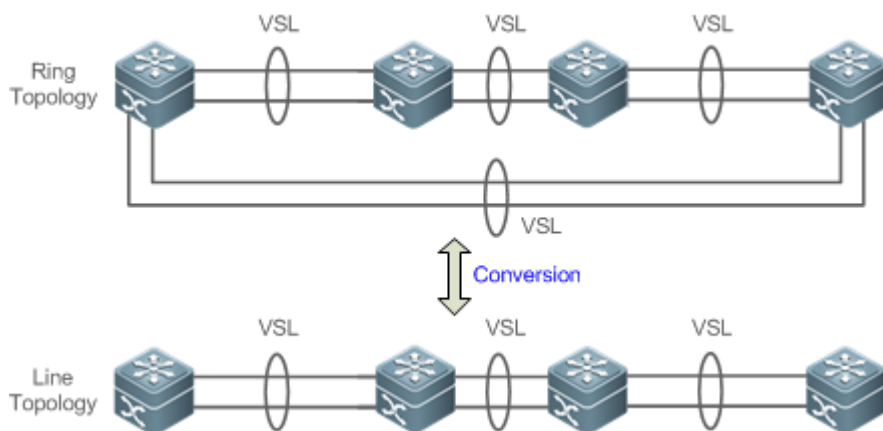 VSL VSL VSL
Ring
Topology
VSL
Conversion
VSL VSL VSL
Line
Topology